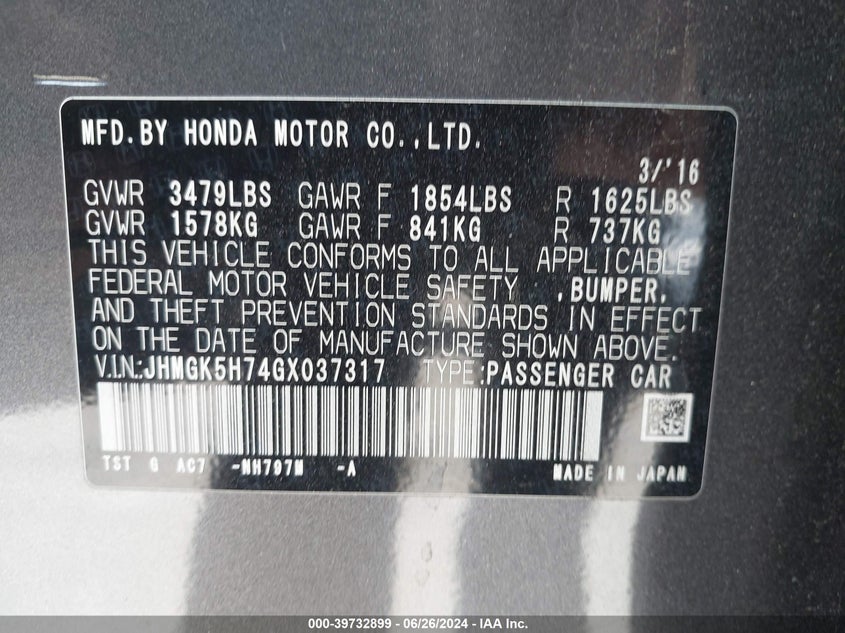 MFD.BY HONDA MOTOR CO.,LTD.
3/'16
GVWR 3479LBS GAWR F 1854LBS R 1625LBS
GVWR 1578KG GAWR F 841KG R 737KG
THIS VEHICLE CONFORMS TO ALL APPLICABLE
FEDERAL MOTOR VEHICLE SAFETY ,BUMPER,
AND THEFT PREVENTION STANDARDS IN EFFECT
ON THE DATE OF MANUFACTURE SHOWN ABOVE.
V.IN:JHMGK5H74GX037317 TYPE:PASSENGER CAR
TST G AC7 -NH797M -A MADE IN JAPAN
000-39732899 - 06/26/2024 - IAA Inc.